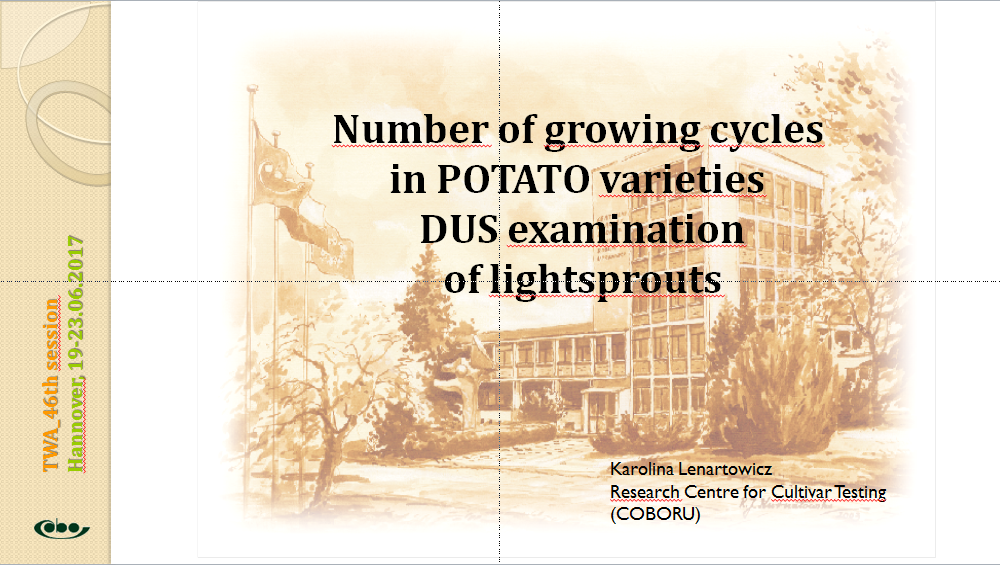 Number of growing cycles
in POTATO varieties
DUS examination
of lightsprouts
TWA_46th session
Hannover, 19-23.06.2017
Karolina Lenartowicz
Research Centre for Cultivar Testing
(COBORU)